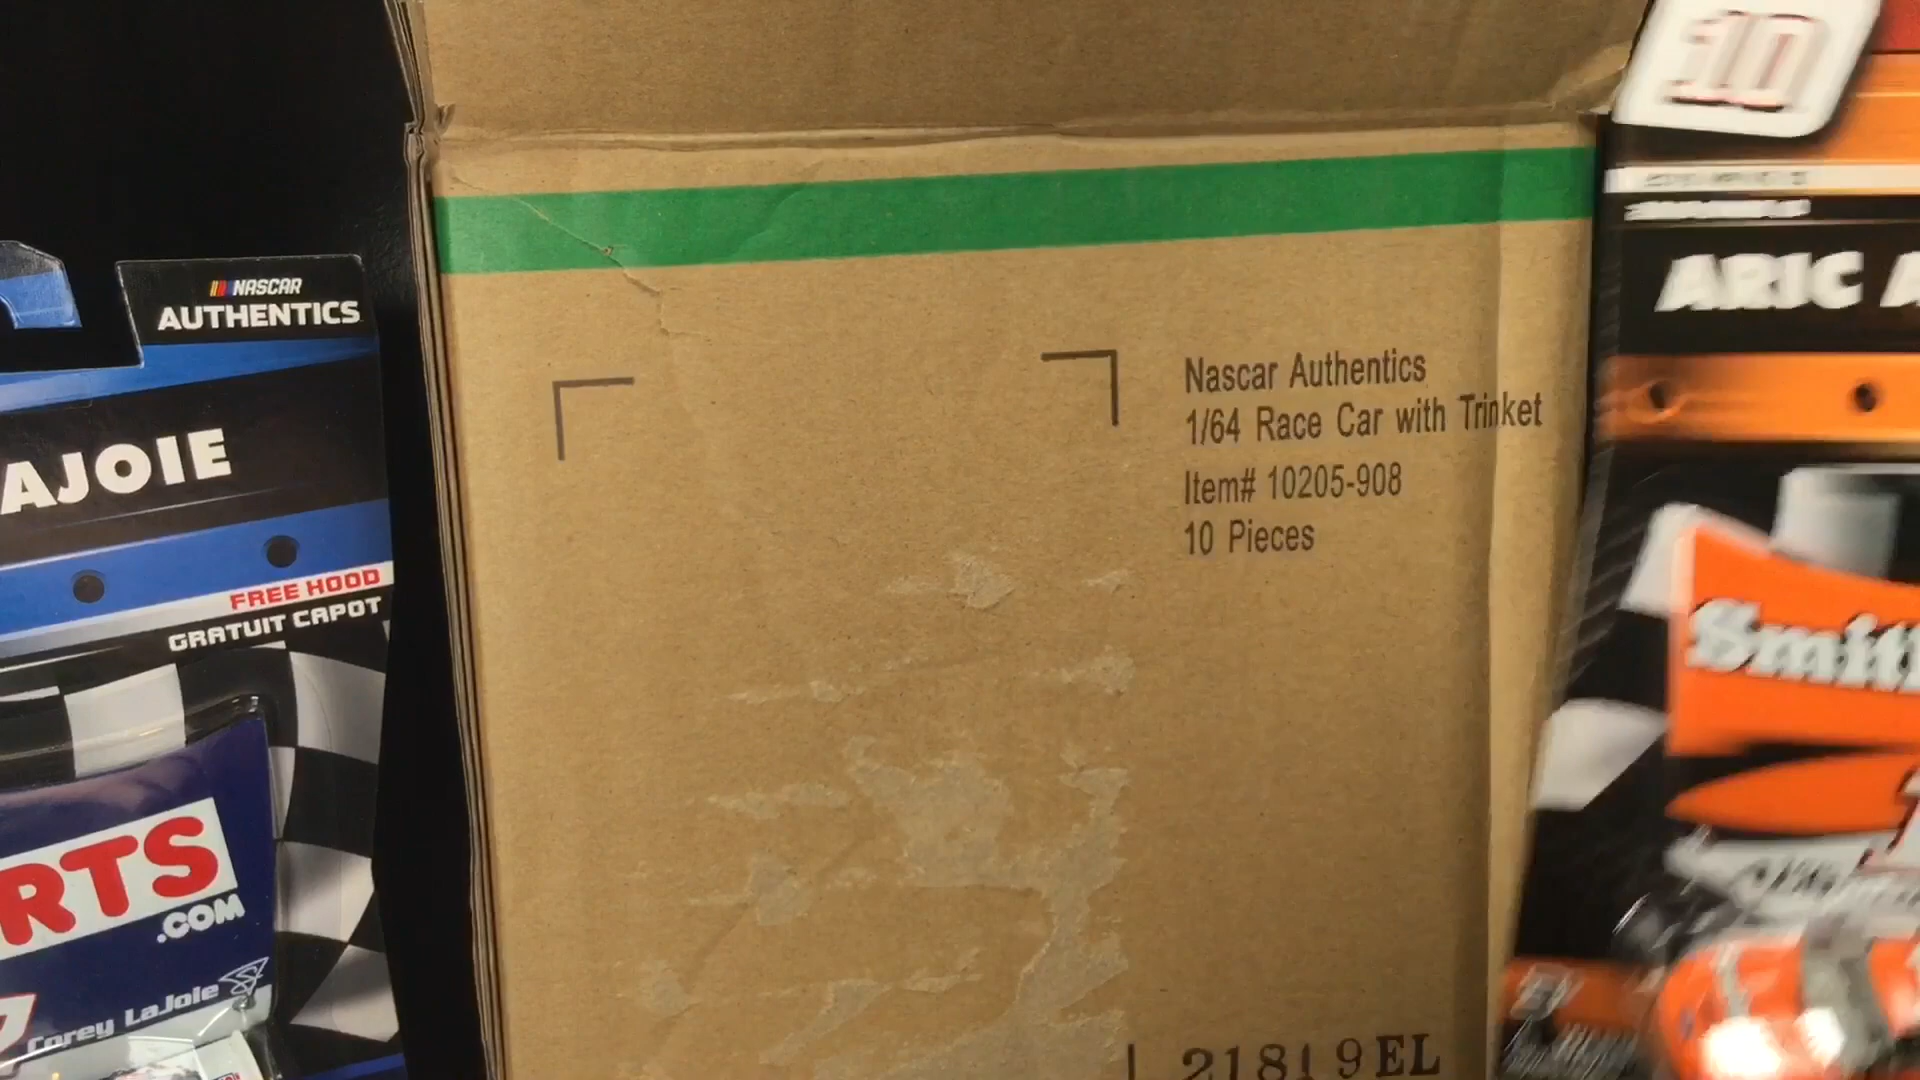 NASCAR
AUTHENTICS
AJOIE
FREE HOOD
GRATUIT CAPOT
RTS
.COM
Corey LaJoie
Nascar Authentics
1/64 Race Car with Trinket
Item# 10205-908
10 Pieces
21819EL
10
ARIC A
Smit